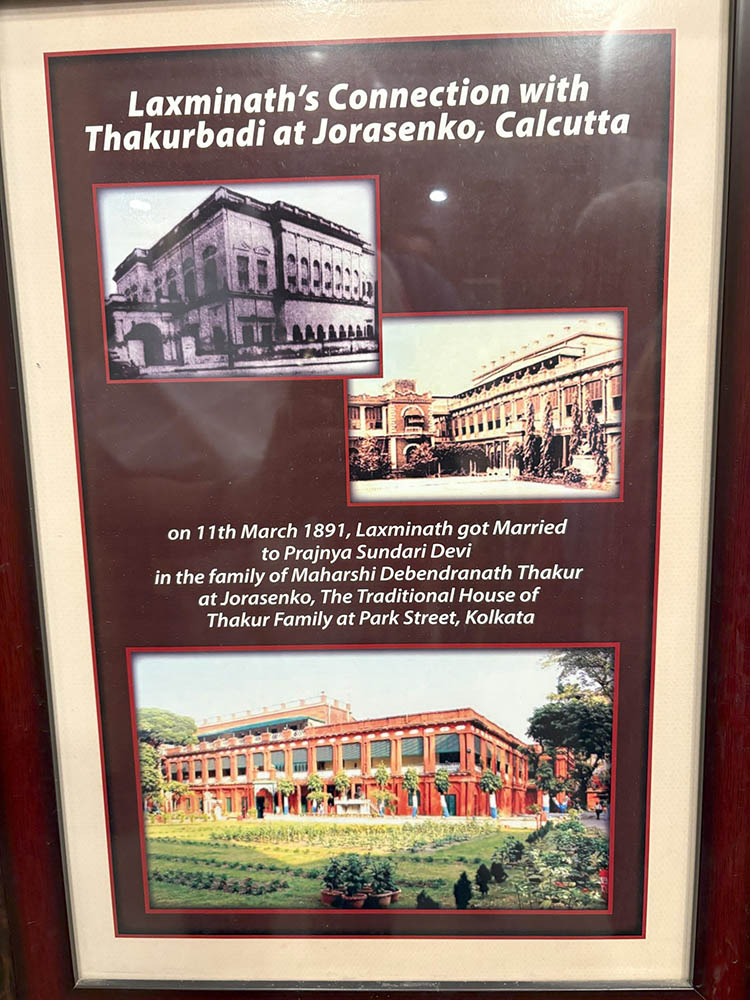 Laxminath's Connection with
Thakurbadi at Jorasenko, Calcutta
on 11th March 1891, Laxminath got Married
to Prajnya Sundari Devi
in the family of Maharshi Debendranath Thakur
at Jorasenko, The Traditional House of
Thakur Family at Park Street, Kolkata